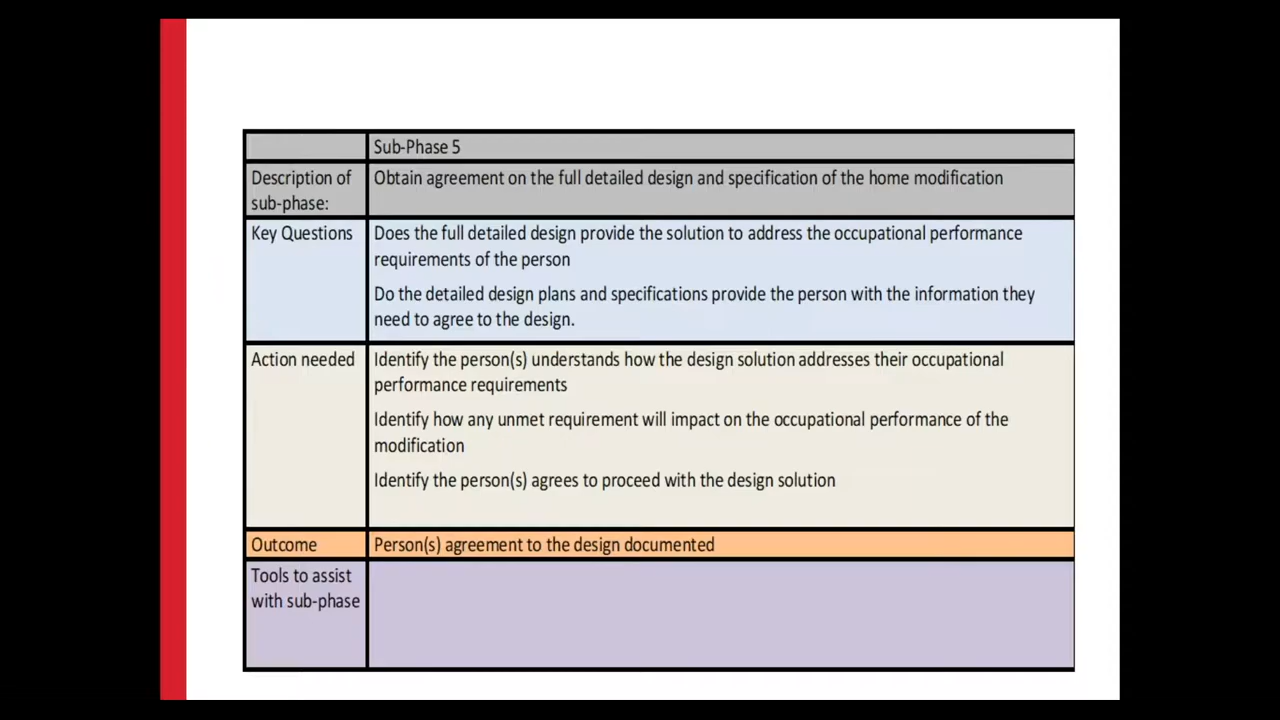 Sub-Phase 5
Description of
sub-phase:
Obtain agreement on the full detailed design and specification of the home modification
Key Questions
Does the full detailed design provide the solution to address the occupational performance
requirements of the person
Do the detailed design plans and specifications provide the person with the information they
need to agree to the design.
Action needed
Identify the person(s) understands how the design solution addresses their occupational
performance requirements
Identify how any unmet requirement will impact on the occupational performance of the
modification
Identify the person(s) agrees to proceed with the design solution
Outcome
Person(s) agreement to the design documented
Tools to assist
with sub-phase